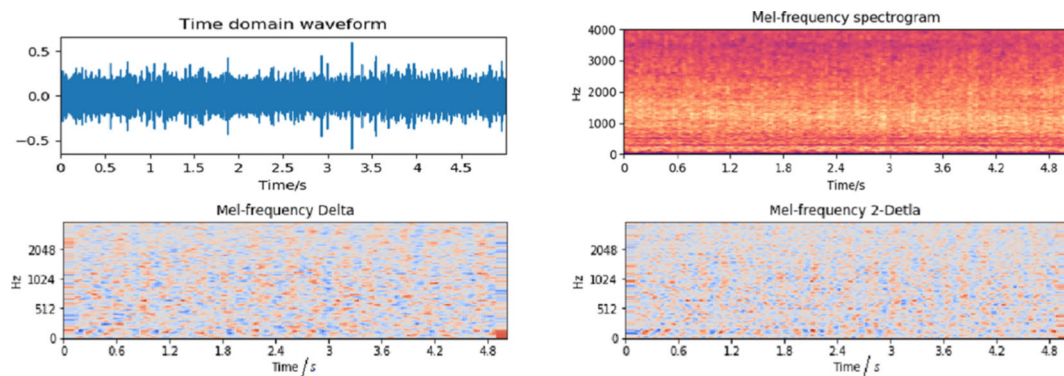 Time domain waveform
0.5
0.0
−0.5
0 0.5 1 1.5 2 2.5 3 3.5 4 4.5
Time/s
Mel-frequency spectrogram
4000
3000
2000
1000
0
Hz
0 0.6 1.2 1.8 2.4 3 3.6 4.2 4.8
Time/s
Mel-frequency Delta
2048
1024
512
0
Hz
0 0.6 1.2 1.8 2.4 3 3.6 4.2 4.8
Time / s
Mel-frequency 2-Detla
2048
1024
512
0
Hz
0 0.6 1.2 1.8 2.4 3 3.6 4.2 4.8
Time / s